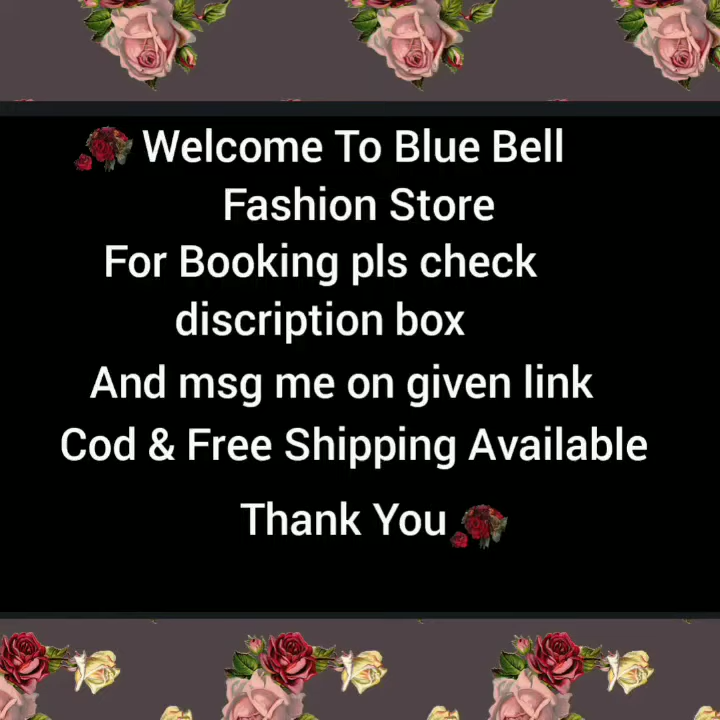 Welcome To Blue Bell
Fashion Store
For Booking pls check
discription box
And msg me on given link
Cod & Free Shipping Available
Thank You